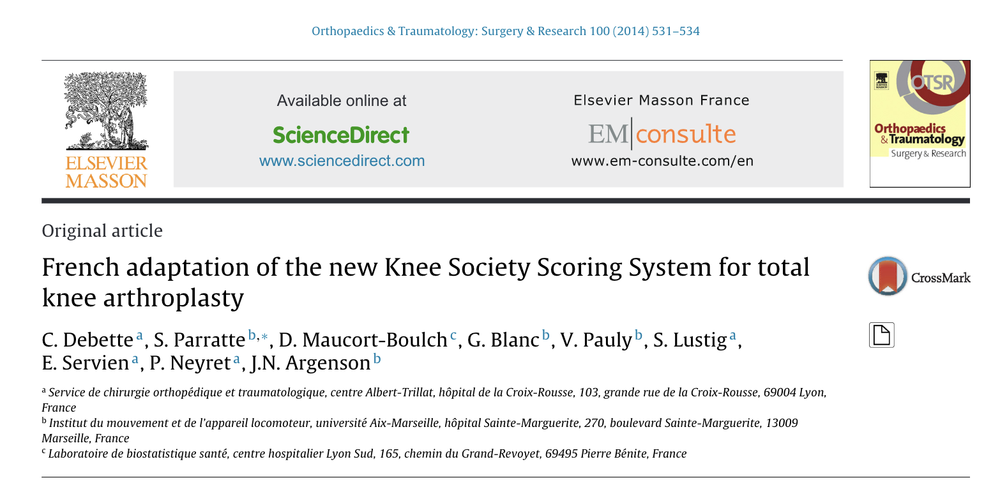 Orthopaedics & Traumatology: Surgery & Research 100 (2014) 531–534
ELSEVIER
MASSON
Available online at
ScienceDirect
www.sciencedirect.com
Elsevier Masson France
EM|consulte
www.em-consulte.com/en
ELSEVIER
MASSON
OTSR
Orthopaedics
& Traumatology
Surgery & Research
Original article
French adaptation of the new Knee Society Scoring System for total
knee arthroplasty
CrossMark
C. Debette a, S. Parratte b,*, D. Maucort-Boulch c, G. Blanc b, V. Pauly b, S. Lustig a,
E. Servien a, P. Neyret a, J.N. Argenson b
a Service de chirurgie orthopédique et traumatologique, centre Albert-Trillat, hôpital de la Croix-Rousse, 103, grande rue de la Croix-Rousse, 69004 Lyon,
France
b Institut du mouvement et de l'appareil locomoteur, université Aix-Marseille, hôpital Sainte-Marguerite, 270, boulevard Sainte-Marguerite, 13009
Marseille, France
c Laboratoire de biostatistique santé, centre hospitalier Lyon Sud, 165, chemin du Grand-Revoyet, 69495 Pierre Bénite, France